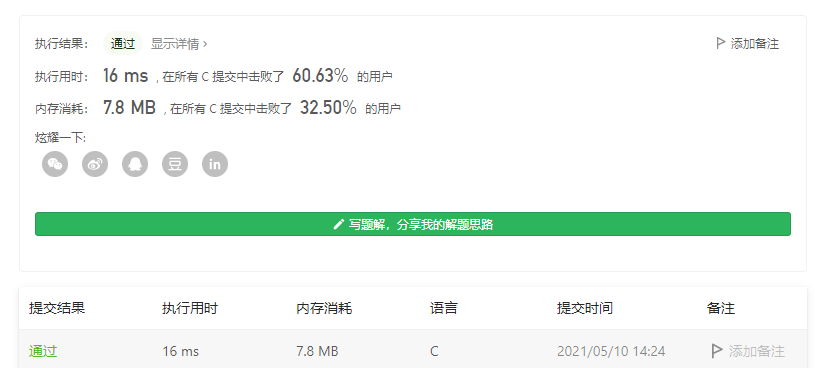 执行结果： 通过 显示详情 › 添加备注
执行用时： 16 ms , 在所有 C 提交中击败了 60.63% 的用户
内存消耗： 7.8 MB , 在所有 C 提交中击败了 32.50% 的用户
炫耀一下:
豆 in
写题解，分享我的解题思路
提交结果 执行用时 内存消耗 语言 提交时间 备注
通过 16 ms 7.8 MB C 2021/05/10 14:24 添加备注